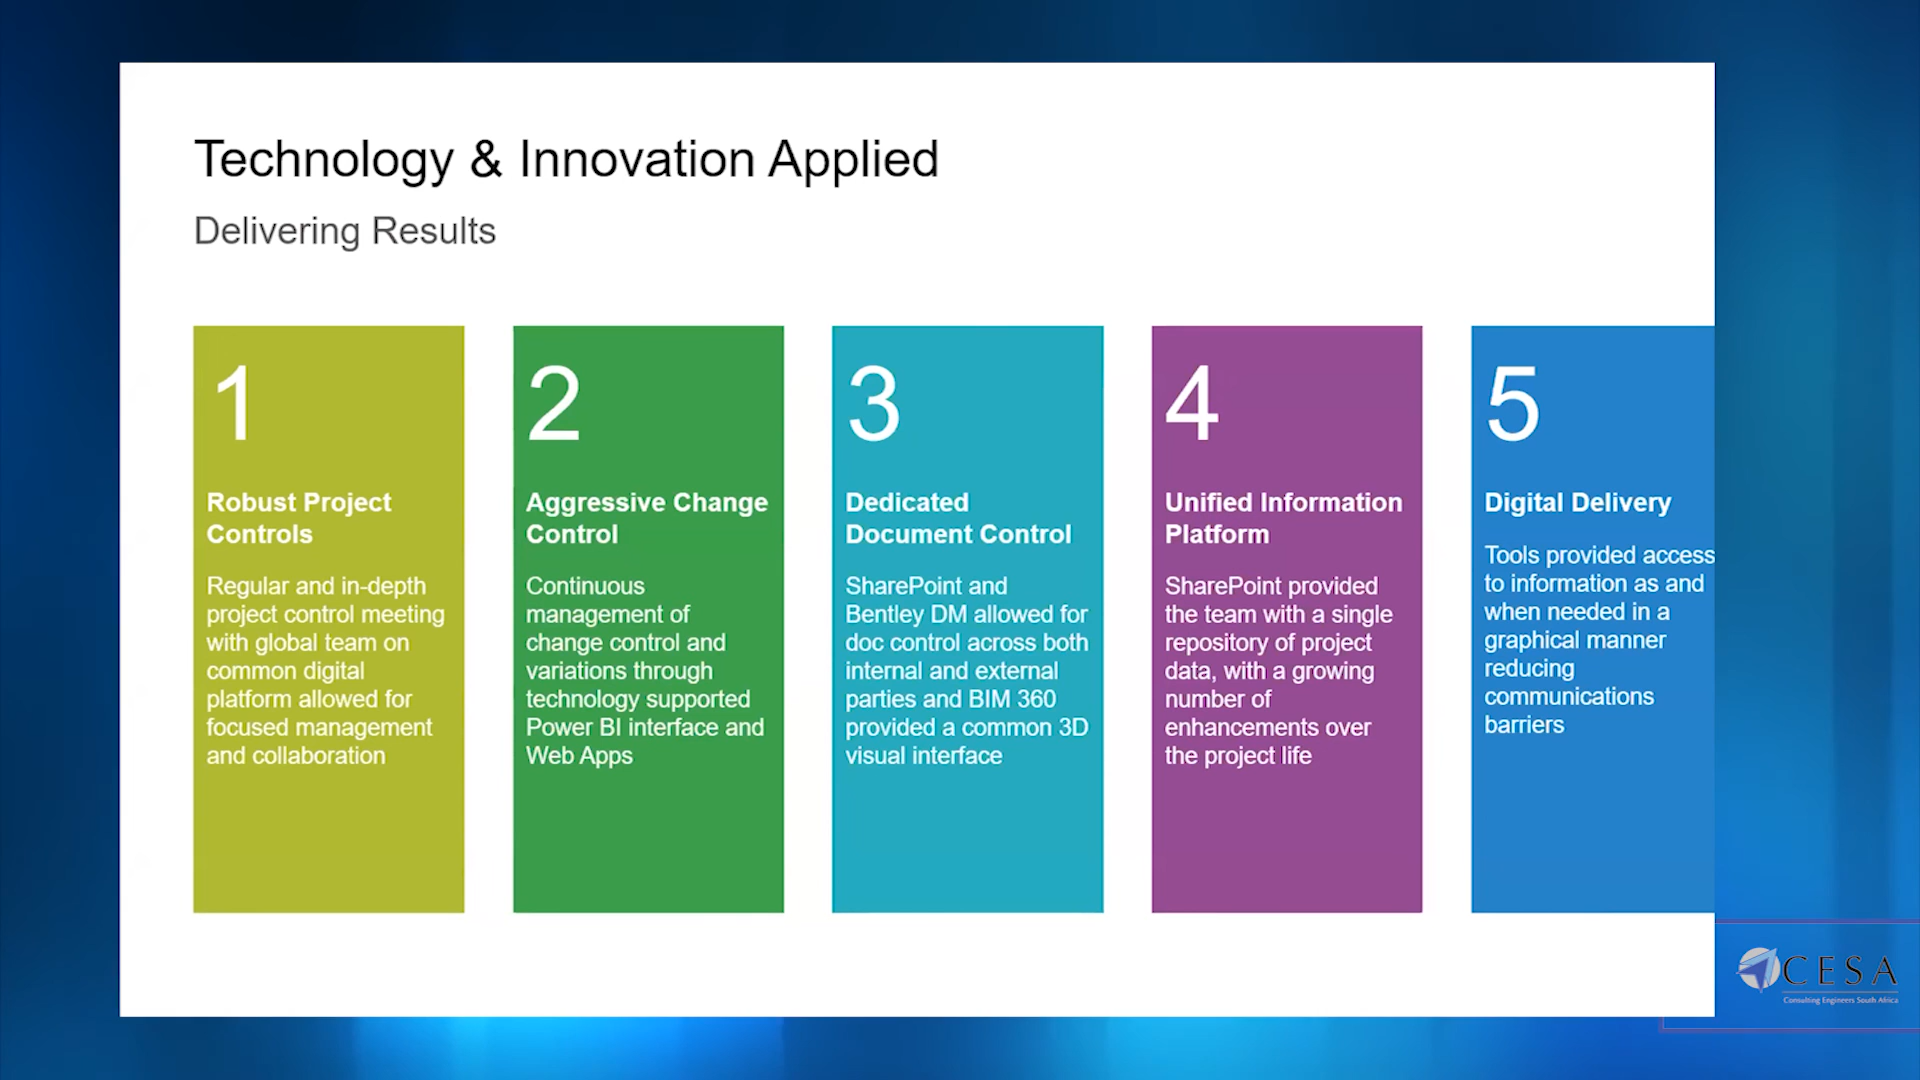 Technology & Innovation Applied
Delivering Results
1
Robust Project
Controls
Regular and in-depth
project control meeting
with global team on
common digital
platform allowed for
focused management
and collaboration
2
Aggressive Change
Control
Continuous
management of
change control and
variations through
technology supported
Power BI interface and
Web Apps
3
Dedicated
Document Control
SharePoint and
Bentley DM allowed for
doc control across both
internal and external
parties and BIM 360
provided a common 3D
visual interface
4
Unified Information
Platform
SharePoint provided
the team with a single
repository of project
data, with a growing
number of
enhancements over
the project life
5
Digital Delivery
Tools provided access
to information as and
when needed in a
graphical manner
reducing
communications
barriers
CESA
Consulting Engineers South Africa